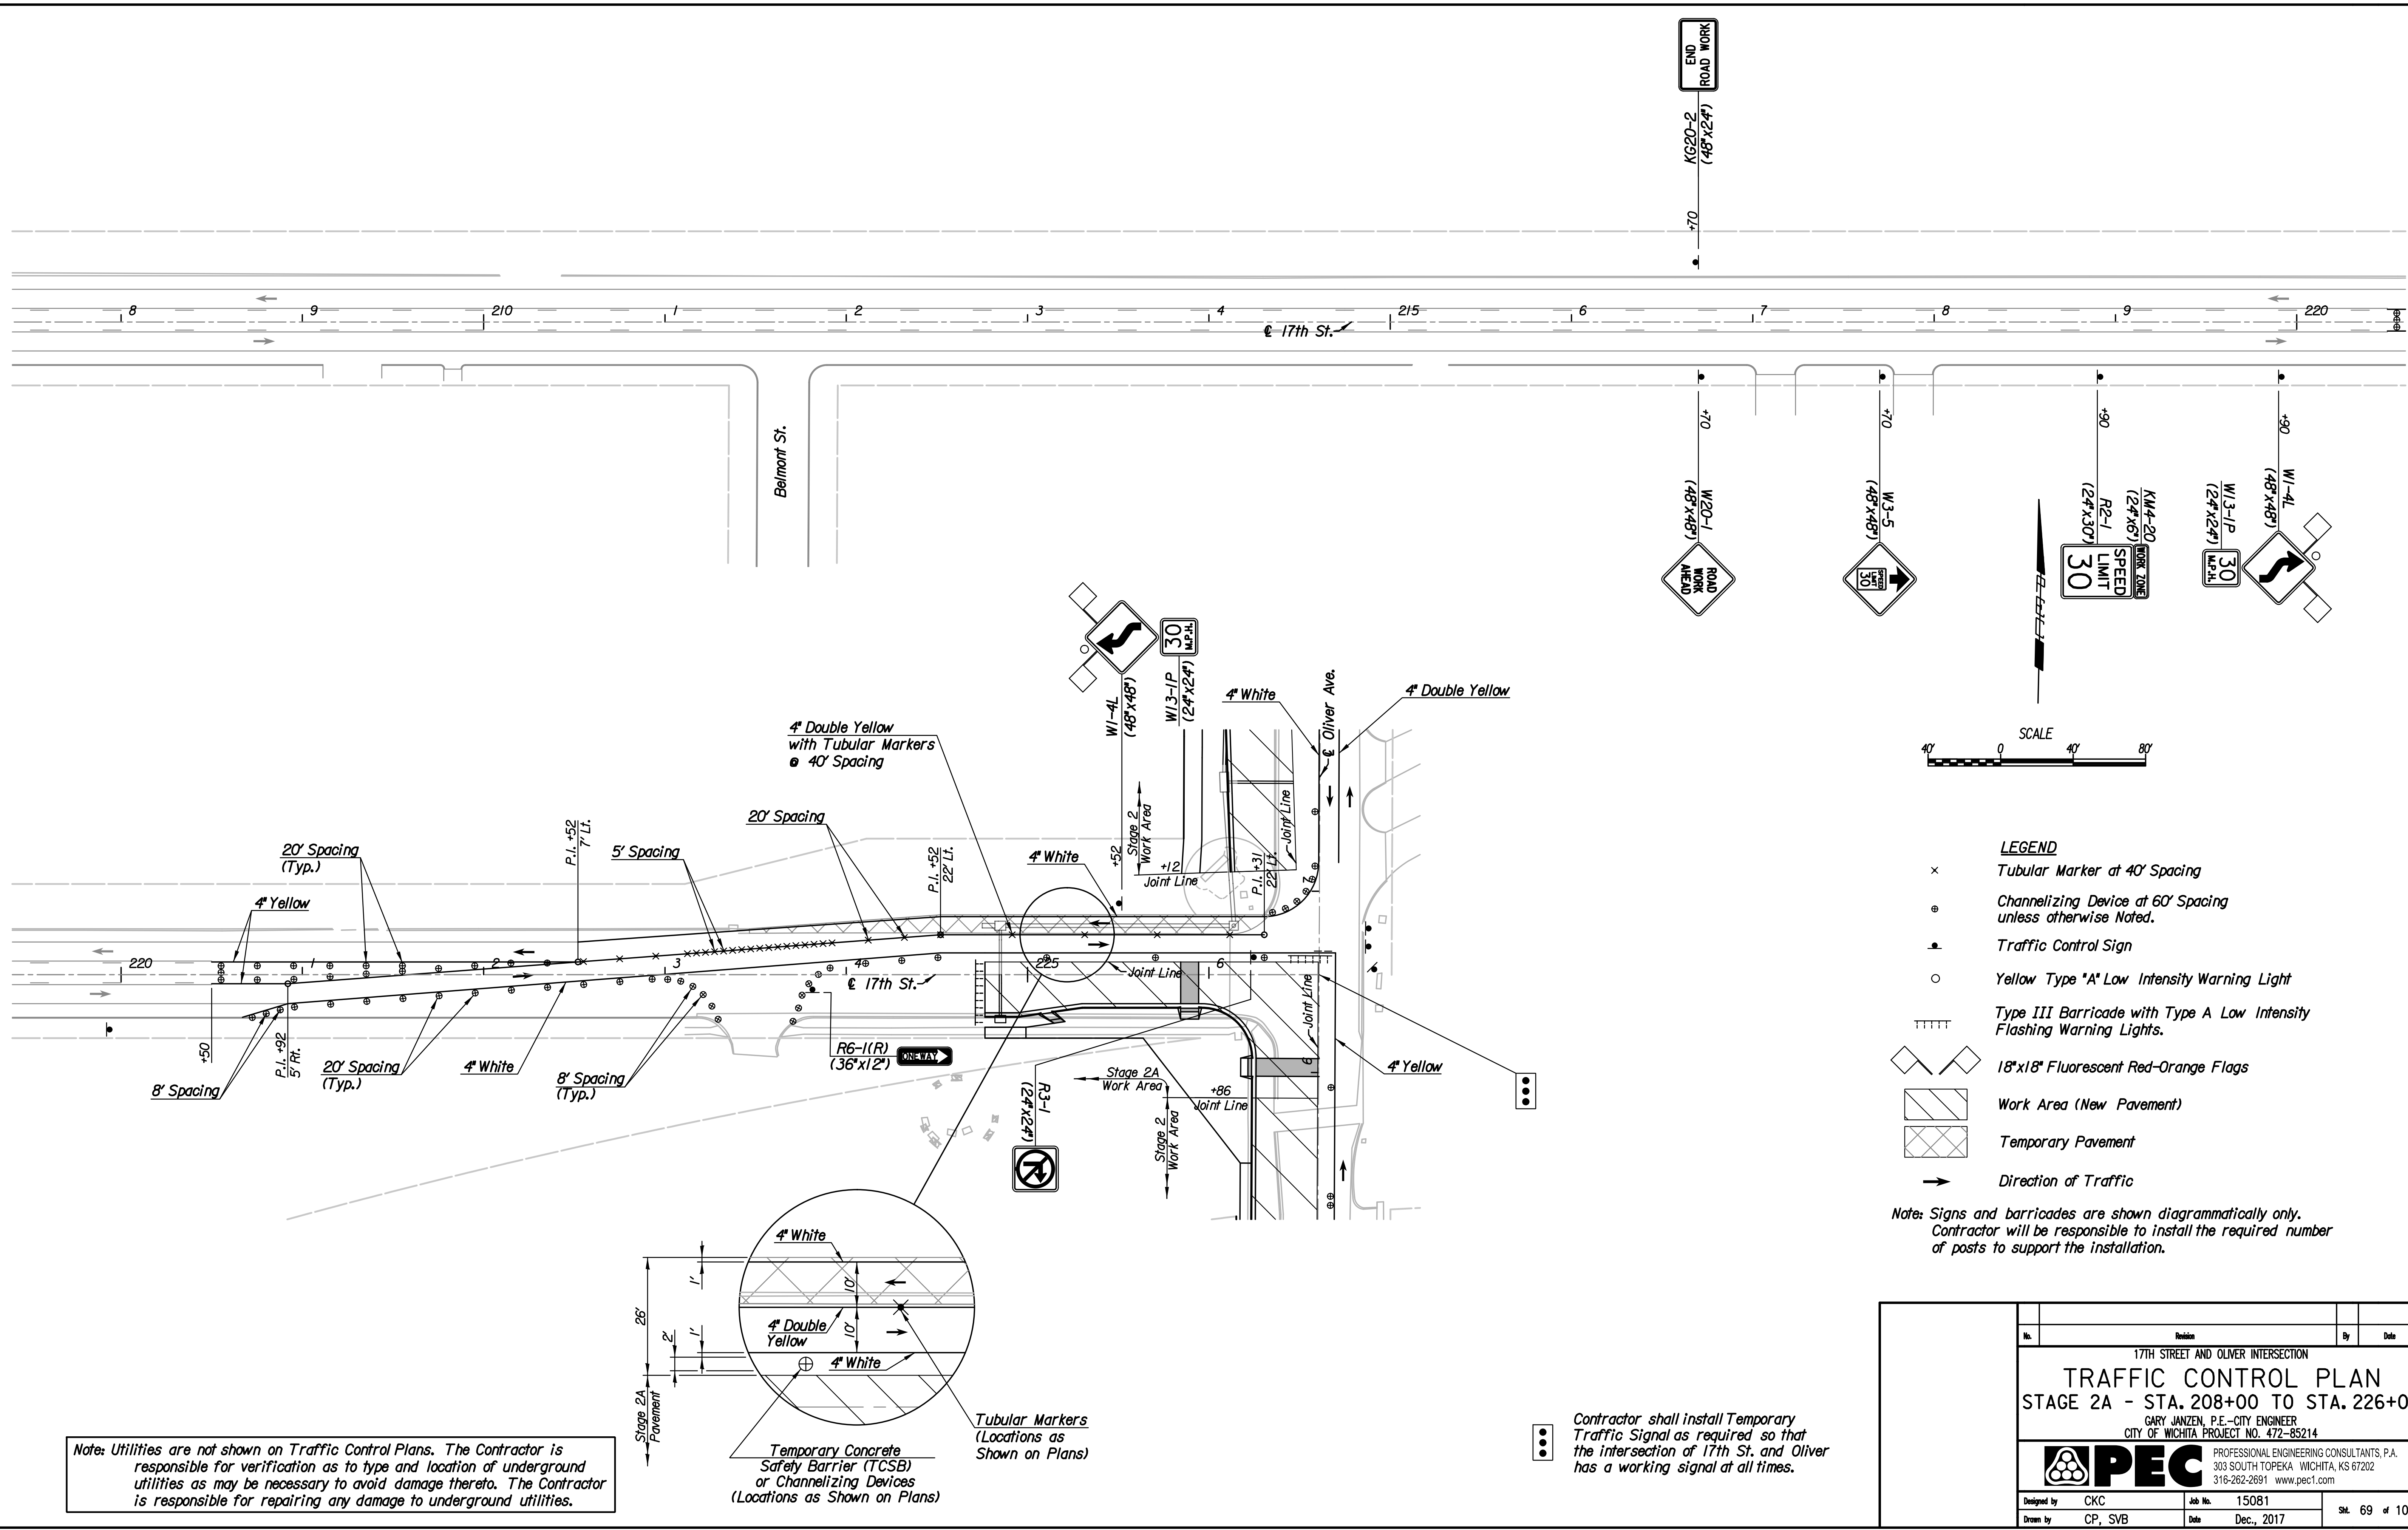 END
ROAD WORK
KG20-2
(48"x24")
+70
8
9
210
1
2
3
4
215
6
7
8
9
220
℄ 17th St.
Belmont St.
+70
W20-1
(48"x48")
ROAD
WORK
AHEAD
+70
W3-5
(48"x48")
SPEED
LIMIT
30
+90
KM4-20
(24"x6")
R2-1
(24"x30")
WORK ZONE
SPEED
LIMIT
30
+60
W1-4L
(48"x48")
W13-1P
(24"x24")
30
M.P.H.
30
M.P.H.
W1-4L
(48"x48")
W13-1P
(24"x24")
4" White
℄ Oliver Ave.
4" Double Yellow
4" Double Yellow
with Tubular Markers
@ 40' Spacing
SCALE
40'
0
40'
80'
20' Spacing
(Typ.)
4" Yellow
P.I. +52
7' Lt.
5' Spacing
20' Spacing
P.I. +52
22' Lt.
4" White
+52
Stage 2
Work Area
+12
Joint Line
Joint Line
P.I. +31
22' Lt.
7
220
1
2
3
4
225
6
℄ 17th St.
Joint Line
Joint Line
6
+50
P.I. +92
5' Rt.
8' Spacing
20' Spacing
(Typ.)
4" White
8' Spacing
(Typ.)
R6-1(R)
(36"x12")
ONE WAY
R3-1
(24"x24")
Stage 2A
Work Area
+86
Joint Line
Stage 2
Work Area
4" Yellow
LEGEND
Tubular Marker at 40' Spacing
Channelizing Device at 60' Spacing
unless otherwise Noted.
Traffic Control Sign
Yellow Type "A" Low Intensity Warning Light
Type III Barricade with Type A Low Intensity
Flashing Warning Lights.
18"x18" Fluorescent Red-Orange Flags
Work Area (New Pavement)
Temporary Pavement
Direction of Traffic
Note: Signs and barricades are shown diagrammatically only.
Contractor will be responsible to install the required number
of posts to support the installation.
4" White
1'
10'
26'
4" Double
Yellow
10'
2'
1'
4" White
Stage 2A
Pavement
Temporary Concrete
Safety Barrier (TCSB)
or Channelizing Devices
(Locations as Shown on Plans)
Tubular Markers
(Locations as
Shown on Plans)
Contractor shall install Temporary
Traffic Signal as required so that
the intersection of 17th St. and Oliver
has a working signal at all times.
Note: Utilities are not shown on Traffic Control Plans. The Contractor is
responsible for verification as to type and location of underground
utilities as may be necessary to avoid damage thereto. The Contractor
is responsible for repairing any damage to underground utilities.
No.
Revision
By
Date
17TH STREET AND OLIVER INTERSECTION
TRAFFIC CONTROL PLAN
STAGE 2A - STA. 208+00 TO STA. 226+0
GARY JANZEN, P.E.-CITY ENGINEER
CITY OF WICHITA PROJECT NO. 472-85214
PEC
PROFESSIONAL ENGINEERING CONSULTANTS, P.A.
303 SOUTH TOPEKA WICHITA, KS 67202
316-262-2691 www.pec1.com
Designed by CKC
Job No. 15081
Sht. 69 of 10
Drawn by CP, SVB
Date Dec., 2017